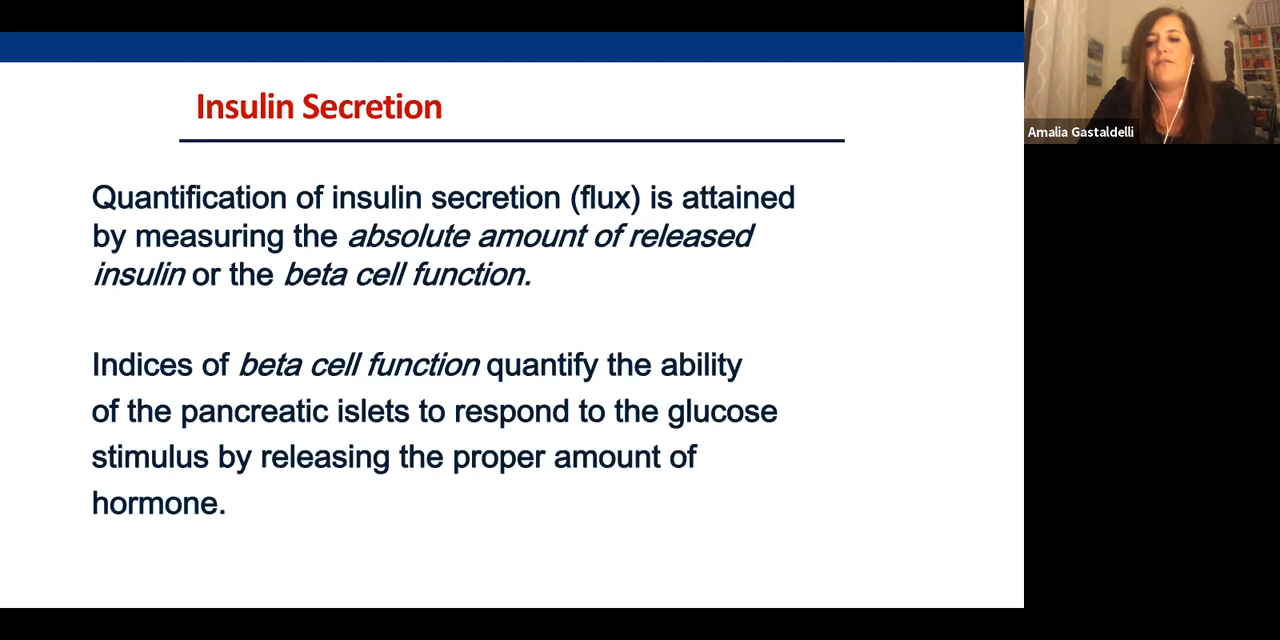 Insulin Secretion
Quantification of insulin secretion (flux) is attained
by measuring the absolute amount of released
insulin or the beta cell function.
Indices of beta cell function quantify the ability
of the pancreatic islets to respond to the glucose
stimulus by releasing the proper amount of
hormone.
Amalia Gastaldelli